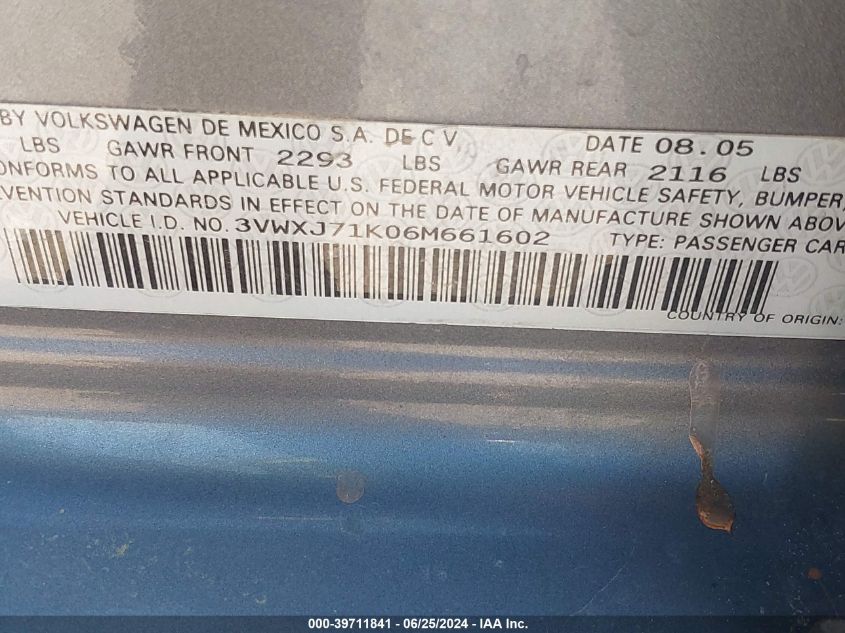 BY VOLKSWAGEN DE MEXICO S.A. DE C V. DATE 08.05
LBS GAWR FRONT 2293 LBS GAWR REAR 2116 LBS
CONFORMS TO ALL APPLICABLE U.S. FEDERAL MOTOR VEHICLE SAFETY, BUMPER,
VENTION STANDARDS IN EFFECT ON THE DATE OF MANUFACTURE SHOWN ABOV
VEHICLE I.D. NO. 3VWXJ71K06M661602 TYPE: PASSENGER CAR
COUNTRY OF ORIGIN:
000-39711841 - 06/25/2024 - IAA Inc.